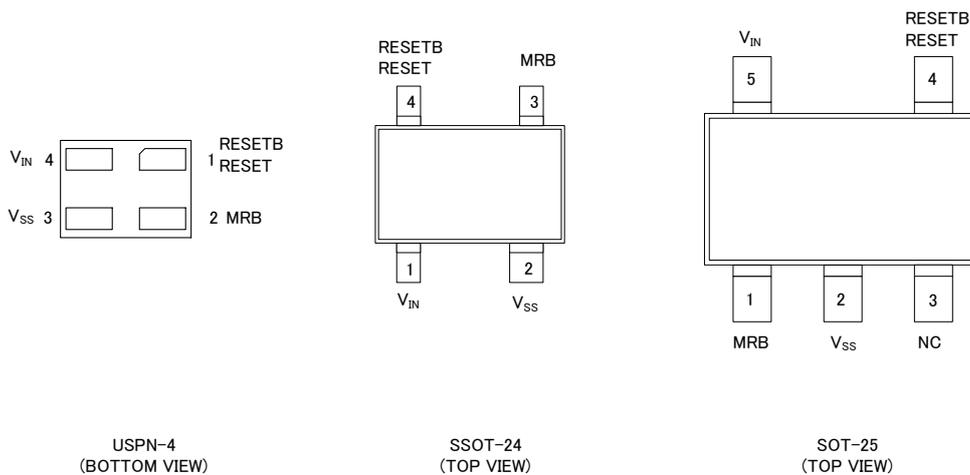 RESETB
RESET
1
V_IN 4
V_SS 3
2 MRB
USPN-4
(BOTTOM VIEW)
RESETB
RESET
MRB
4
3
1
2
V_IN
V_SS
SSOT-24
(TOP VIEW)
V_IN
RESETB
RESET
5
4
1
2
3
MRB
V_SS
NC
SOT-25
(TOP VIEW)